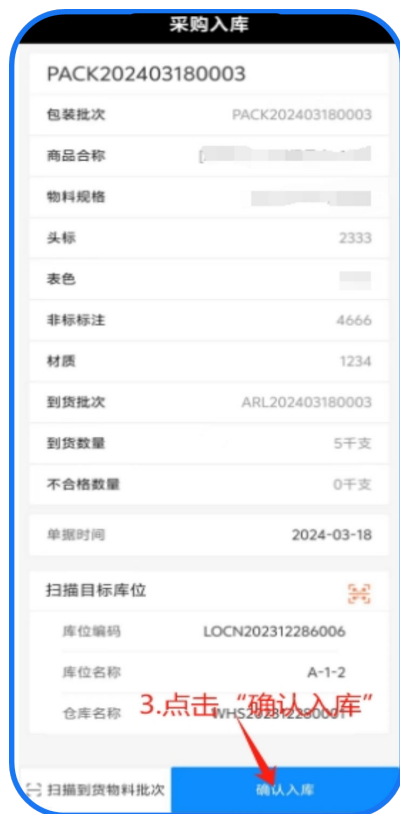 采购入库
PACK202403180003
包装批次 PACK202403180003
商品合称 [
物料规格
头标 2333
表色
非标标注 4666
材质 1234
到货批次 ARL202403180003
到货数量 5千支
不合格数量 0千支
单据时间 2024-03-18
扫描目标库位
库位编码 LOCN202312286006
库位名称 A-1-2
仓库名称 WHS202312280001
3.点击“确认入库”
扫描到货物料批次 确认入库